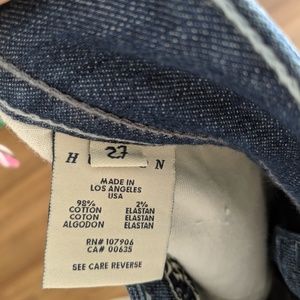 27
MADE IN
LOS ANGELES
USA
98% 2%
COTTON ELASTAN
COTON ELASTAN
ALGODON ELASTAN
RN# 107906
CA# 00635
SEE CARE REVERSE